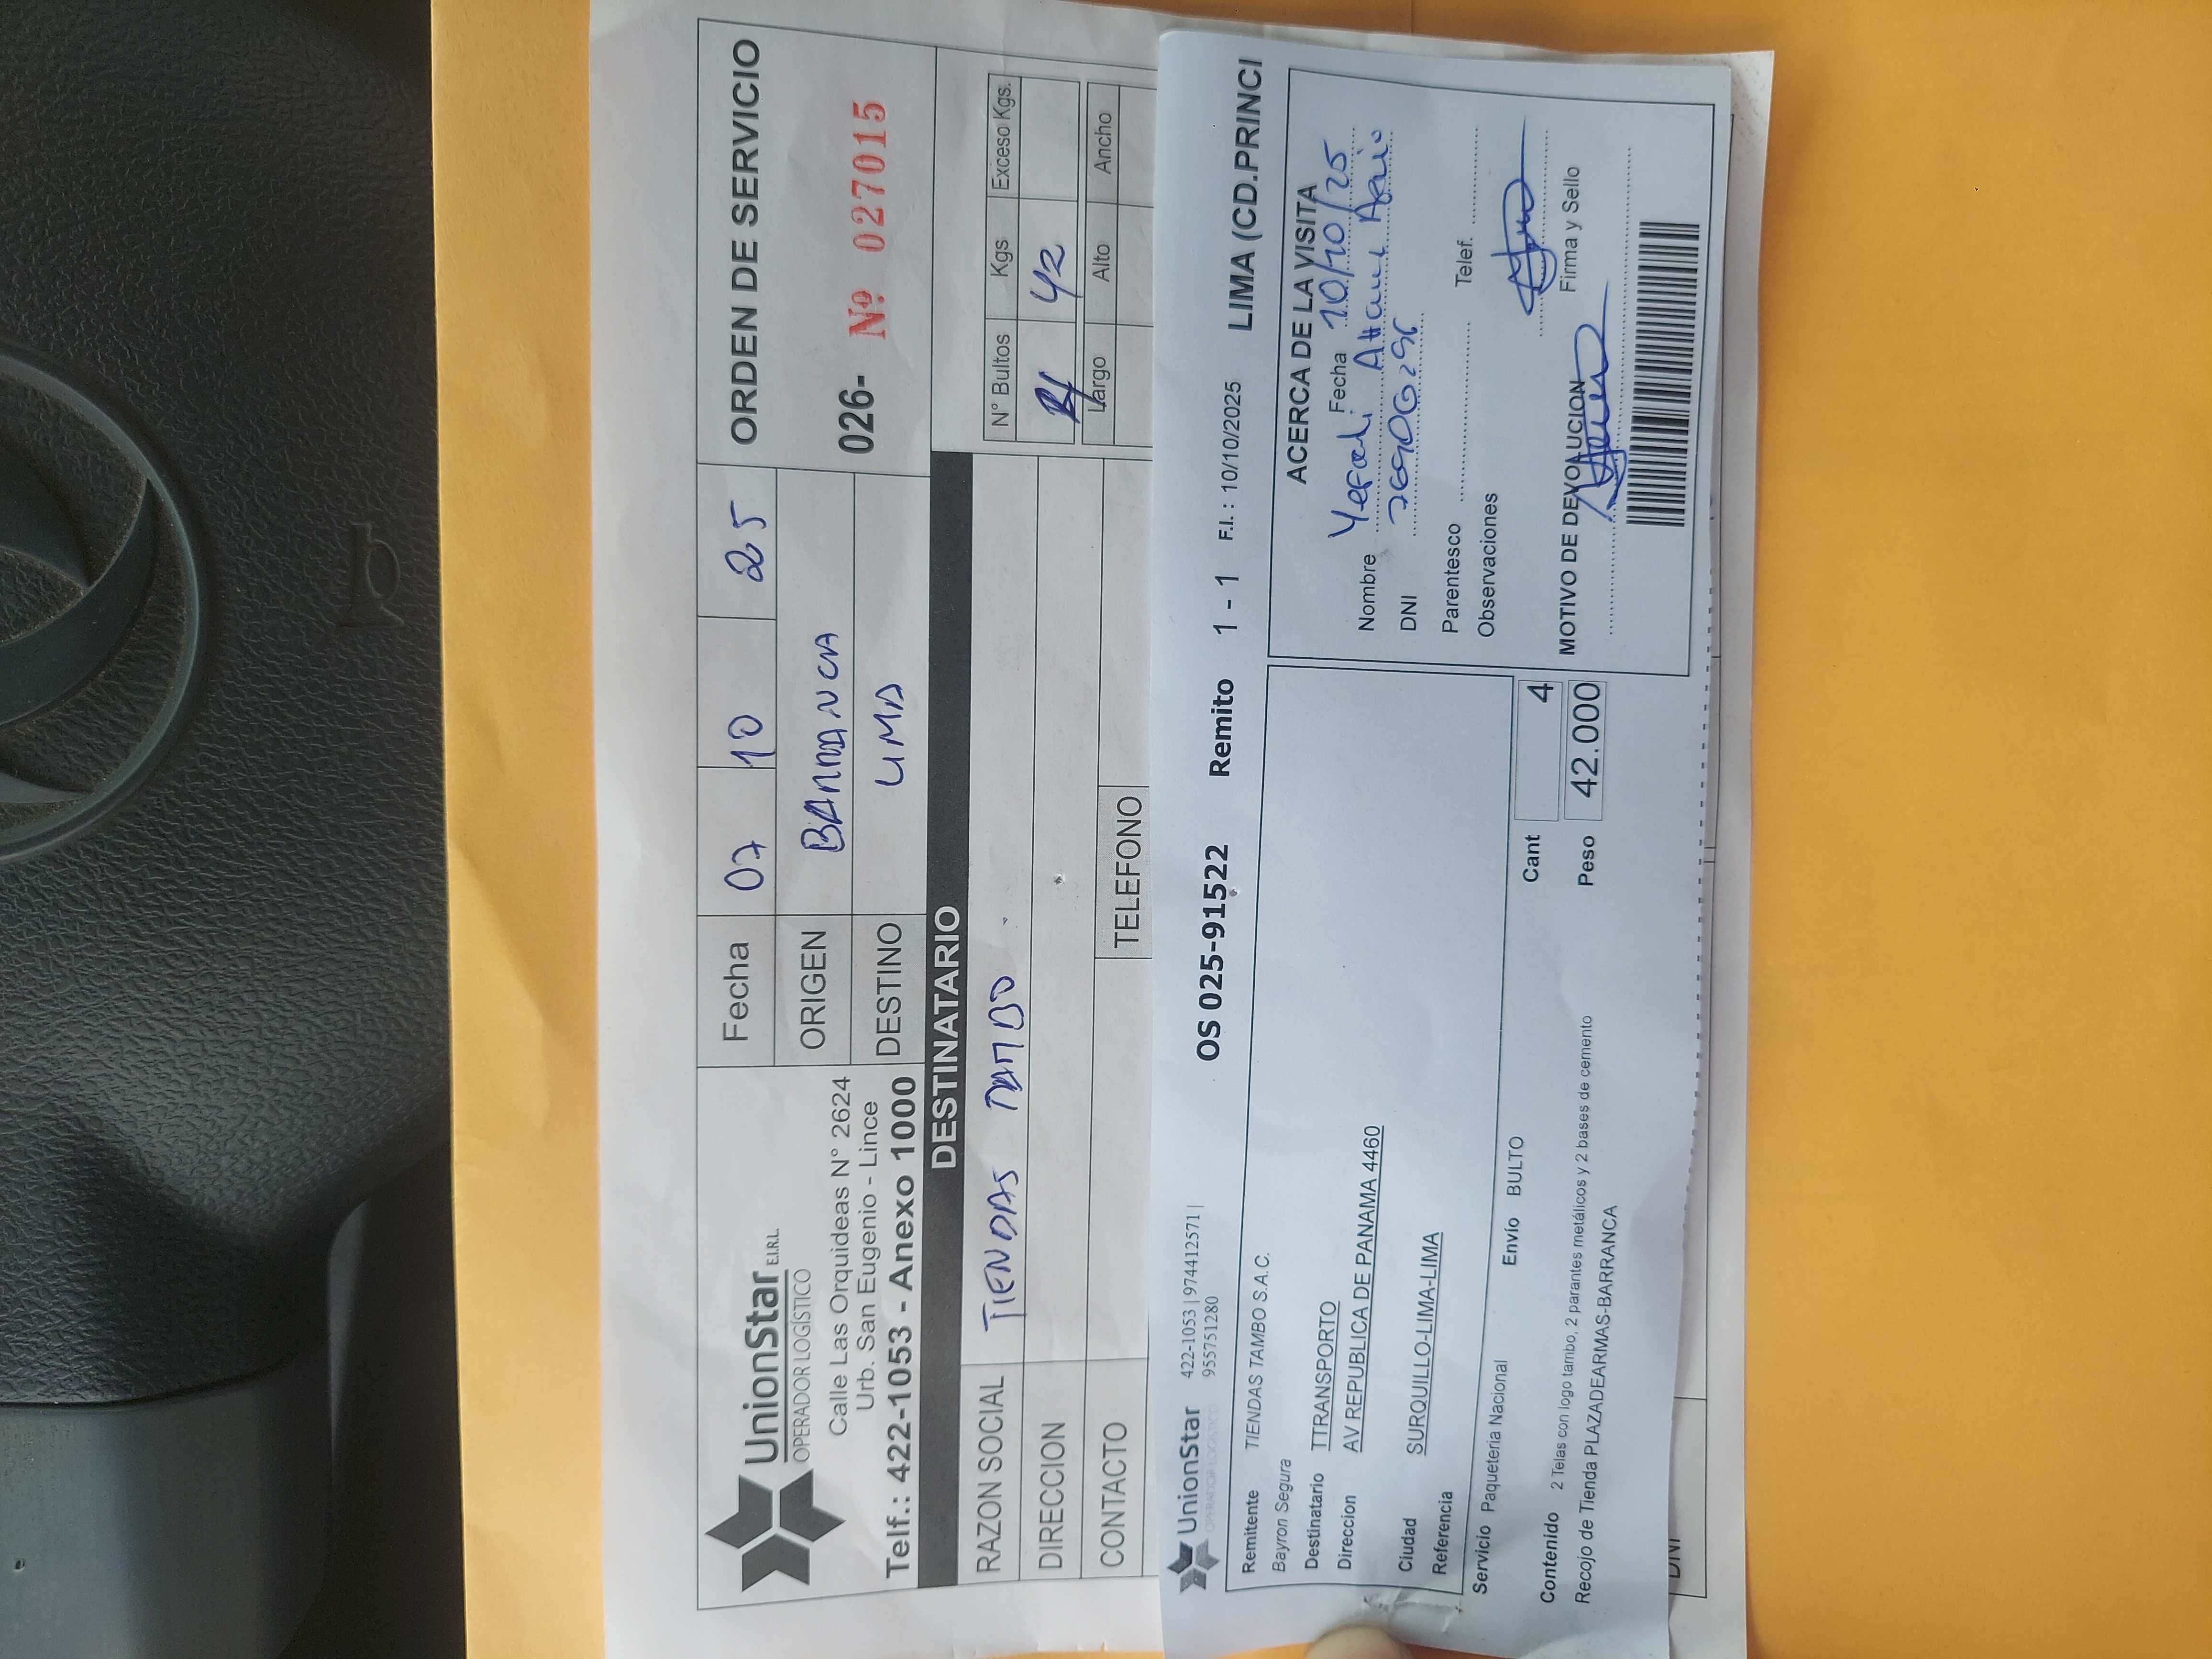 UnionStar E.I.R.L.
OPERADOR LOGÍSTICO
Calle Las Orquideas N° 2624
Urb. San Eugenio - Lince
Telf.: 422-1053 - Anexo 1000
Fecha 07 10 25
ORIGEN BARRANCA
DESTINO LIMA
ORDEN DE SERVICIO
026- Nº 027015
DESTINATARIO
RAZON SOCIAL TIENDAS TAMBO
DIRECCION
CONTACTO
TELEFONO
N° Bultos Kgs Exceso Kgs.
42
Largo Alto Ancho
UnionStar
OPERADOR LOGISTICO
422-1053 | 974412571 |
955751280
OS 025-91522 Remito 1 - 1 F.I.: 10/10/2025 LIMA (CD.PRINCI
Remitente TIENDAS TAMBO S.A.C.
Bayron Segura
Destinatario TTRANSPORTO
Direccion AV REPUBLICA DE PANAMA 4460
Ciudad SURQUILLO-LIMA-LIMA
Referencia
Servicio Paqueteria Nacional Envío BULTO
Cant 4
Contenido 2 Telas con logo tambo, 2 parantes metálicos y 2 bases de cemento
Peso 42.000
Recojo de Tienda PLAZADEARMAS-BARRANCA
ACERCA DE LA VISITA
Fecha 10/10/25
Nombre
DNI
Parentesco Telef.
Observaciones
Firma y Sello
MOTIVO DE DEVOLUCION
DNI